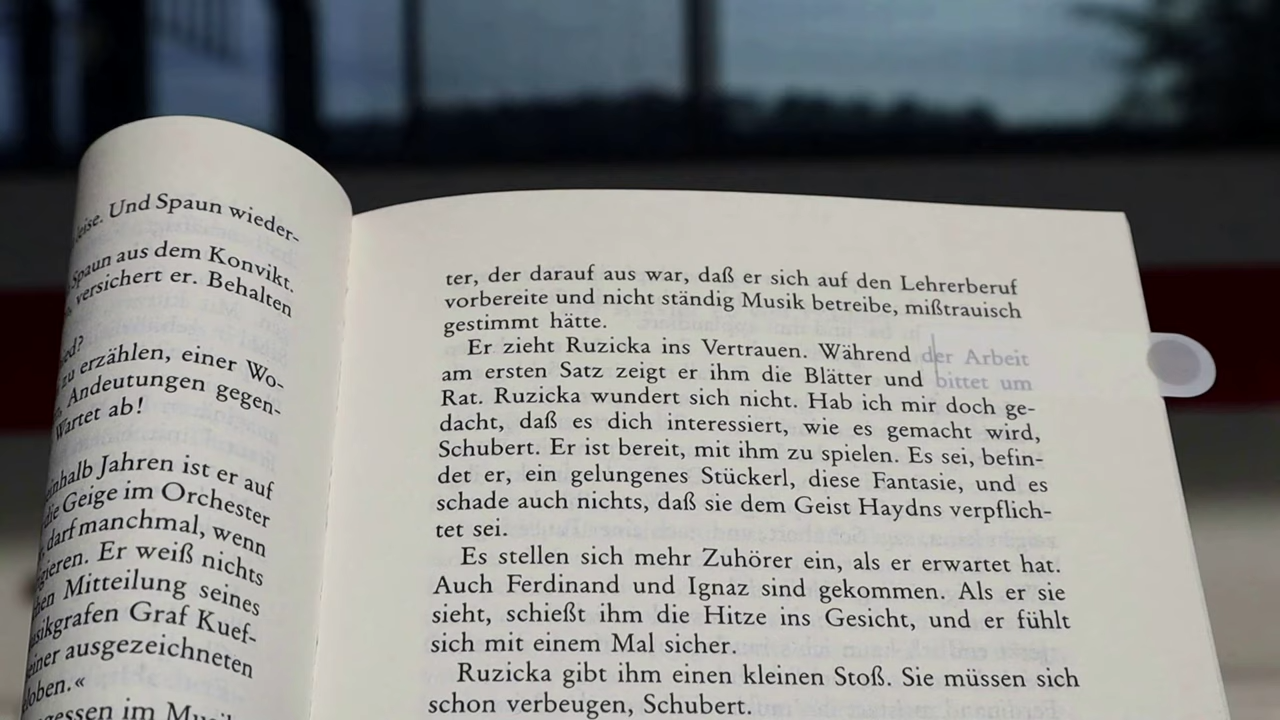 leise. Und Spaun wieder-
Spaun aus dem Konvikt.
versichert er. Behalten
zu erzählen, einer Wo-
Andeutungen gegen-
Wartet ab!
Jahren ist er auf
die Geige im Orchester
darf manchmal, wenn
Er weiß nichts
Mitteilung seines
Graf Kuef-
einer ausgezeichneten
loben.«
im
ter, der darauf aus war, daß er sich auf den Lehrerberuf
vorbereite und nicht ständig Musik betreibe, mißtrauisch
gestimmt hätte.
Er zieht Ruzicka ins Vertrauen. Während der Arbeit
am ersten Satz zeigt er ihm die Blätter und bittet um
Rat. Ruzicka wundert sich nicht. Hab ich mir doch ge-
dacht, daß es dich interessiert, wie es gemacht wird,
Schubert. Er ist bereit, mit ihm zu spielen. Es sei, befin-
det er, ein gelungenes Stückerl, diese Fantasie, und es
schade auch nichts, daß sie dem Geist Haydns verpflich-
tet sei.
Es stellen sich mehr Zuhörer ein, als er erwartet hat.
Auch Ferdinand und Ignaz sind gekommen. Als er sie
sieht, schießt ihm die Hitze ins Gesicht, und er fühlt
sich mit einem Mal sicher.
Ruzicka gibt ihm einen kleinen Stoß. Sie müssen sich
schon verbeugen, Schubert.